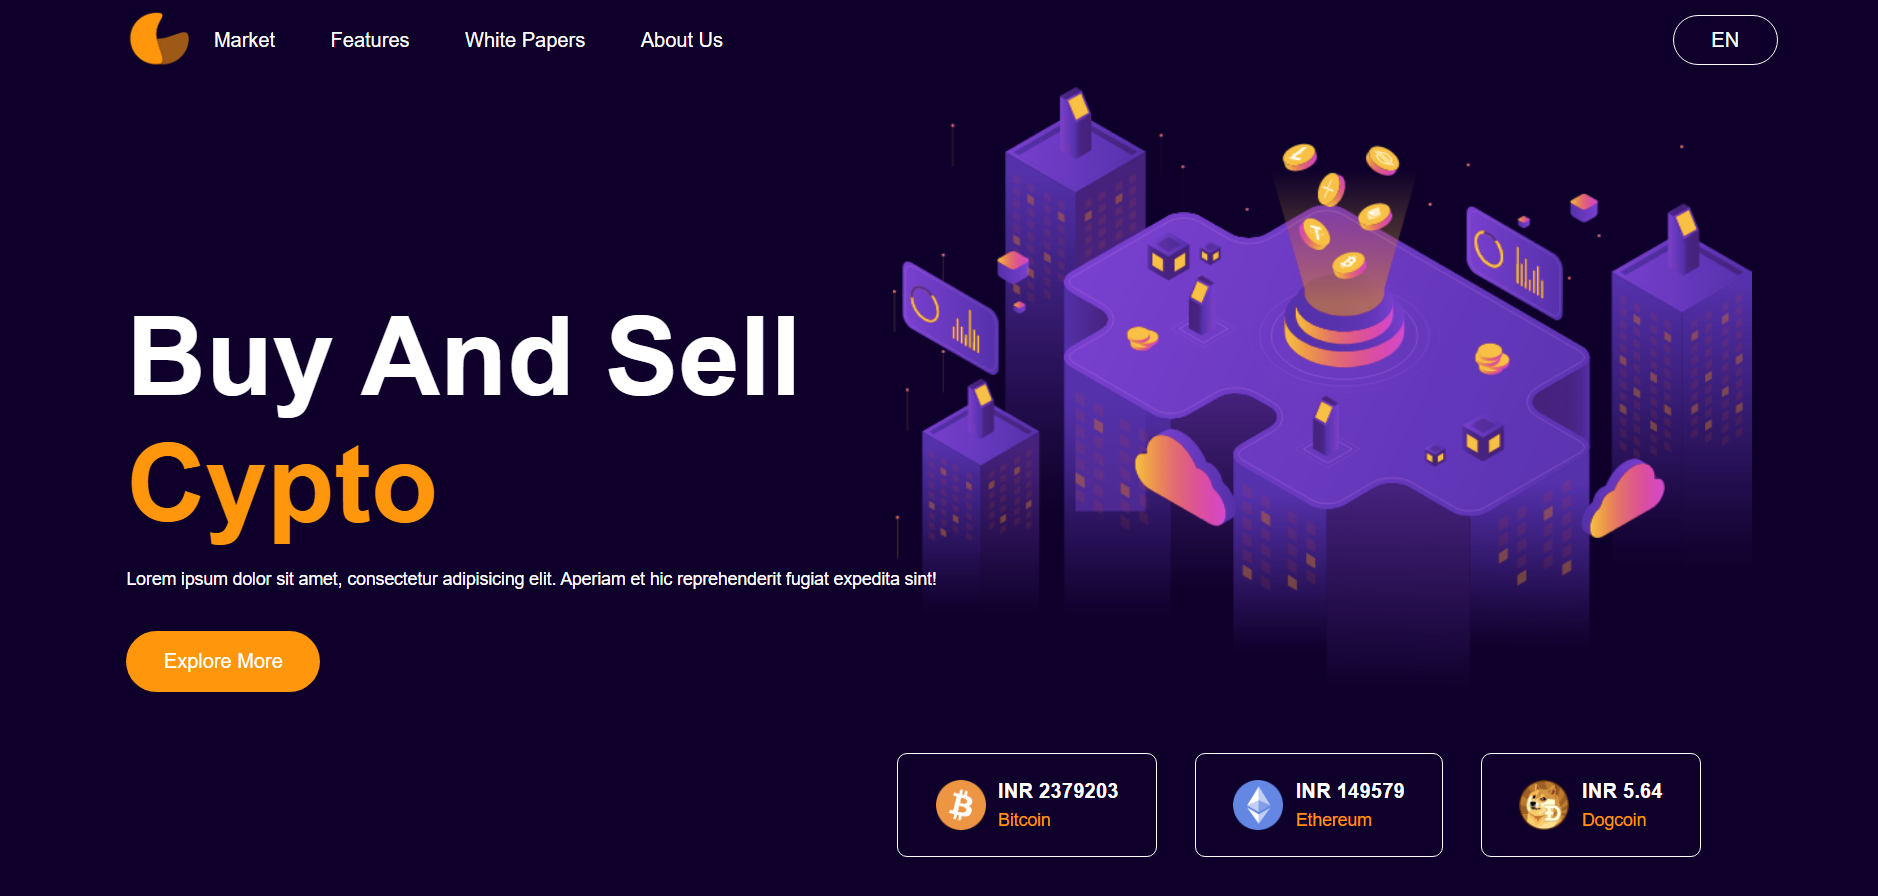 Market
Features
White Papers
About Us
EN
Buy And Sell
Cypto
Lorem ipsum dolor sit amet, consectetur adipisicing elit. Aperiam et hic reprehenderit fugiat expedita sint!
Explore More
INR 2379203
Bitcoin
INR 149579
Ethereum
INR 5.64
Dogcoin